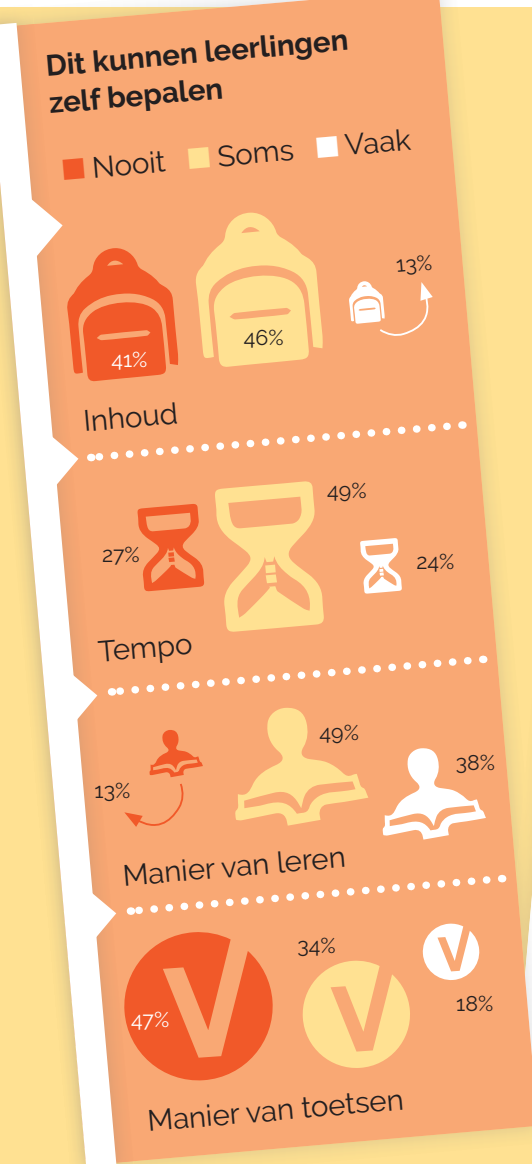 Dit kunnen leerlingen
zelf bepalen
Nooit Soms Vaak
13%
41% 46%
Inhoud
49%
27% 24%
Tempo
49%
38%
13%
Manier van leren
34%
47% 18%
Manier van toetsen